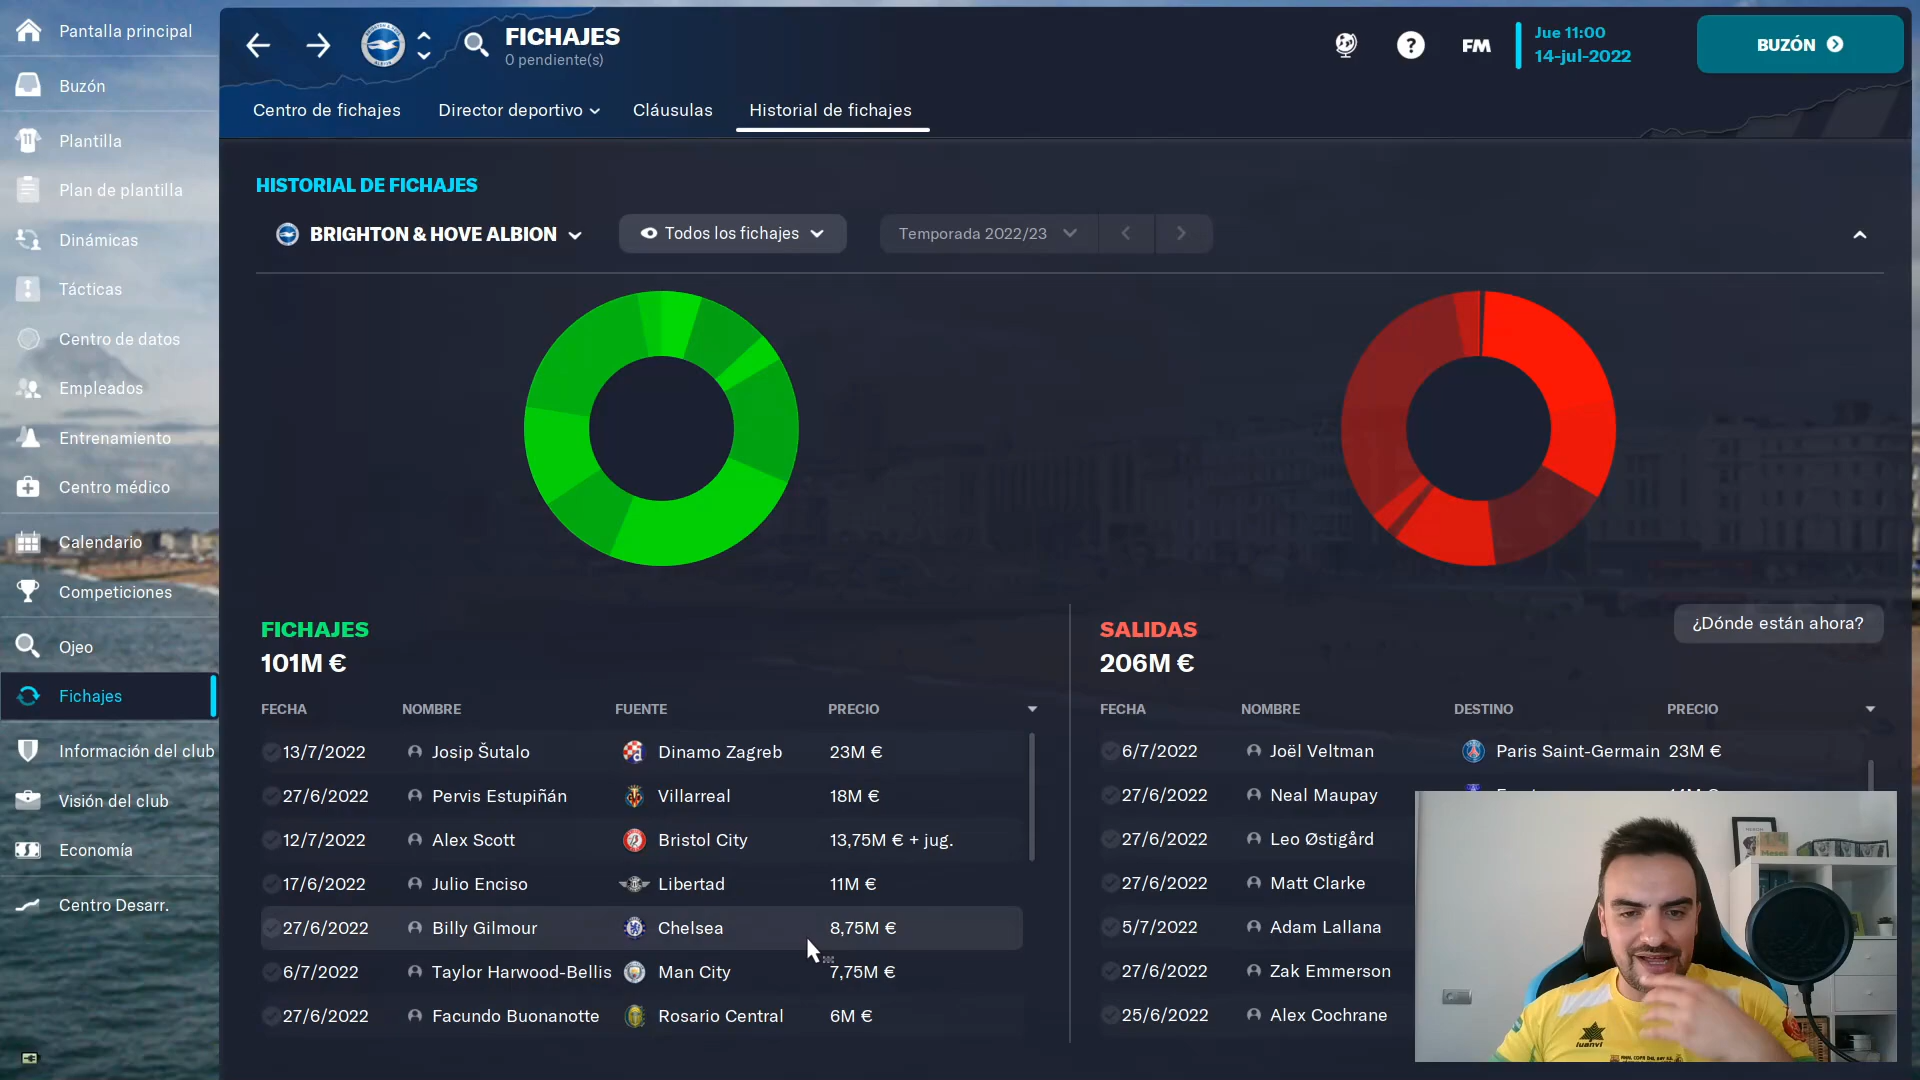 Pantalla principal
Buzón
Plantilla
Plan de plantilla
Dinámicas
Tácticas
Centro de datos
Empleados
Entrenamiento
Centro médico
Calendario
Competiciones
Ojeo
Fichajes
Información del club
Visión del club
Economía
Centro Desarr.
FICHAJES
0 pendiente(s)
FM
Jue 11:00
14-jul-2022
BUZÓN
Centro de fichajes
Director deportivo
Cláusulas
Historial de fichajes
HISTORIAL DE FICHAJES
BRIGHTON & HOVE ALBION
Todos los fichajes
Temporada 2022/23
FICHAJES
101M €
FECHA NOMBRE FUENTE PRECIO
13/7/2022 Josip Šutalo Dinamo Zagreb 23M €
27/6/2022 Pervis Estupiñán Villarreal 18M €
12/7/2022 Alex Scott Bristol City 13,75M € + jug.
17/6/2022 Julio Enciso Libertad 11M €
27/6/2022 Billy Gilmour Chelsea 8,75M €
6/7/2022 Taylor Harwood-Bellis Man City 7,75M €
27/6/2022 Facundo Buonanotte Rosario Central 6M €
SALIDAS
206M €
¿Dónde están ahora?
FECHA NOMBRE DESTINO PRECIO
6/7/2022 Joël Veltman Paris Saint-Germain 23M €
27/6/2022 Neal Maupay
27/6/2022 Leo Østigård
27/6/2022 Matt Clarke
5/7/2022 Adam Lallana
27/6/2022 Zak Emmerson
25/6/2022 Alex Cochrane
luanvi